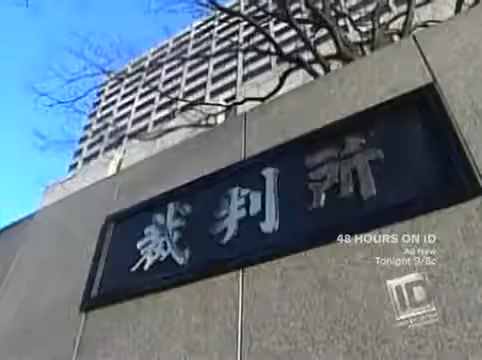 裁判所
48 HOURS ON ID
All New
Tonight 9/8c
ID